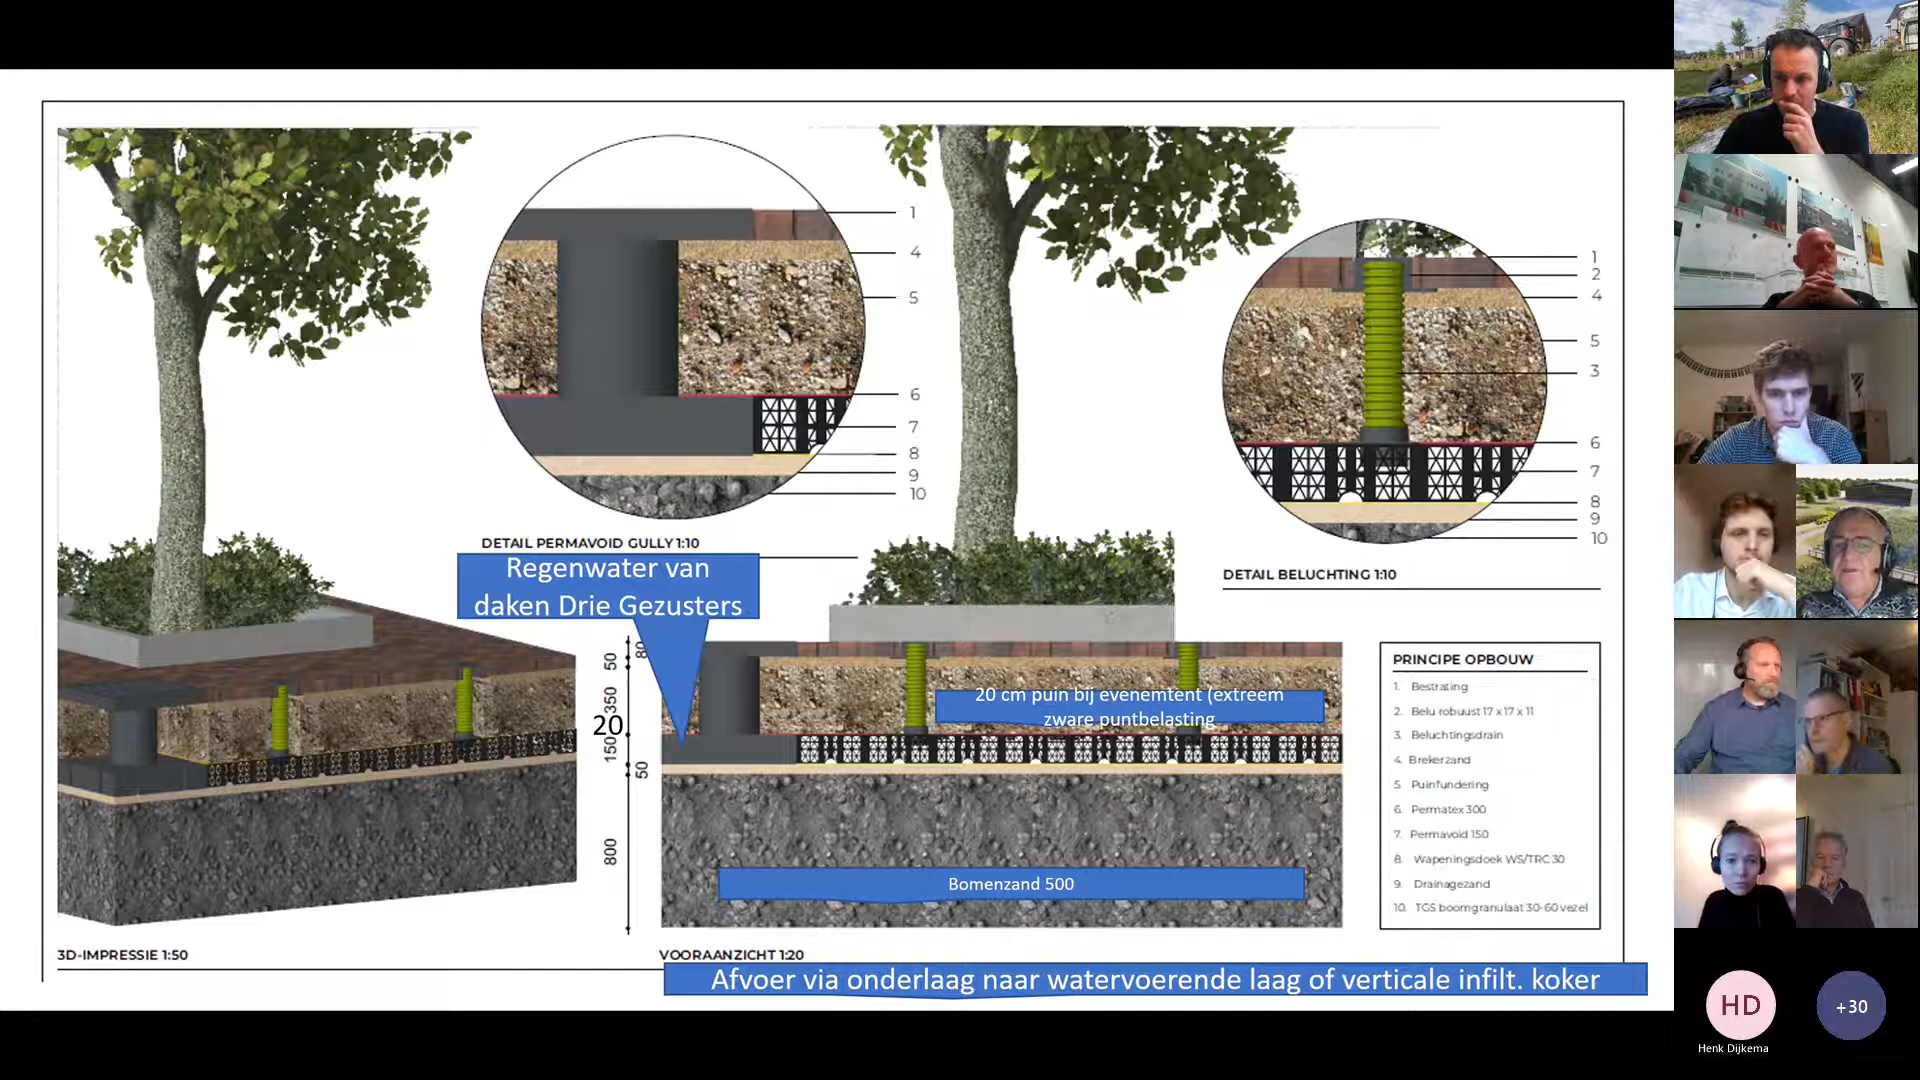 1
4
5
6
7
8
9
10
DETAIL PERMAVOID GULLY 1:10
1
2
4
5
3
6
7
8
9
10
DETAIL BELUCHTING 1:10
Regenwater van
daken Drie Gezusters
80
50
350
20
150
50
800
20 cm puin bij evenemtent (extreem
zware puntbelasting
Bomenzand 500
PRINCIPE OPBOUW
1. Bestrating
2. Belu robuust 17 x 17 x 11
3. Beluchtingsdrain
4. Brekerzand
5. Puinfundering
6. Permatex 300
7. Permavoid 150
8. Wapeningsdoek WS/TRC 30
9. Drainagezand
10. TGS boomgranulaat 30-60 vezel
3D-IMPRESSIE 1:50
VOORAANZICHT 1:20
Afvoer via onderlaag naar watervoerende laag of verticale infilt. koker
HD
+30
Henk Dijkema